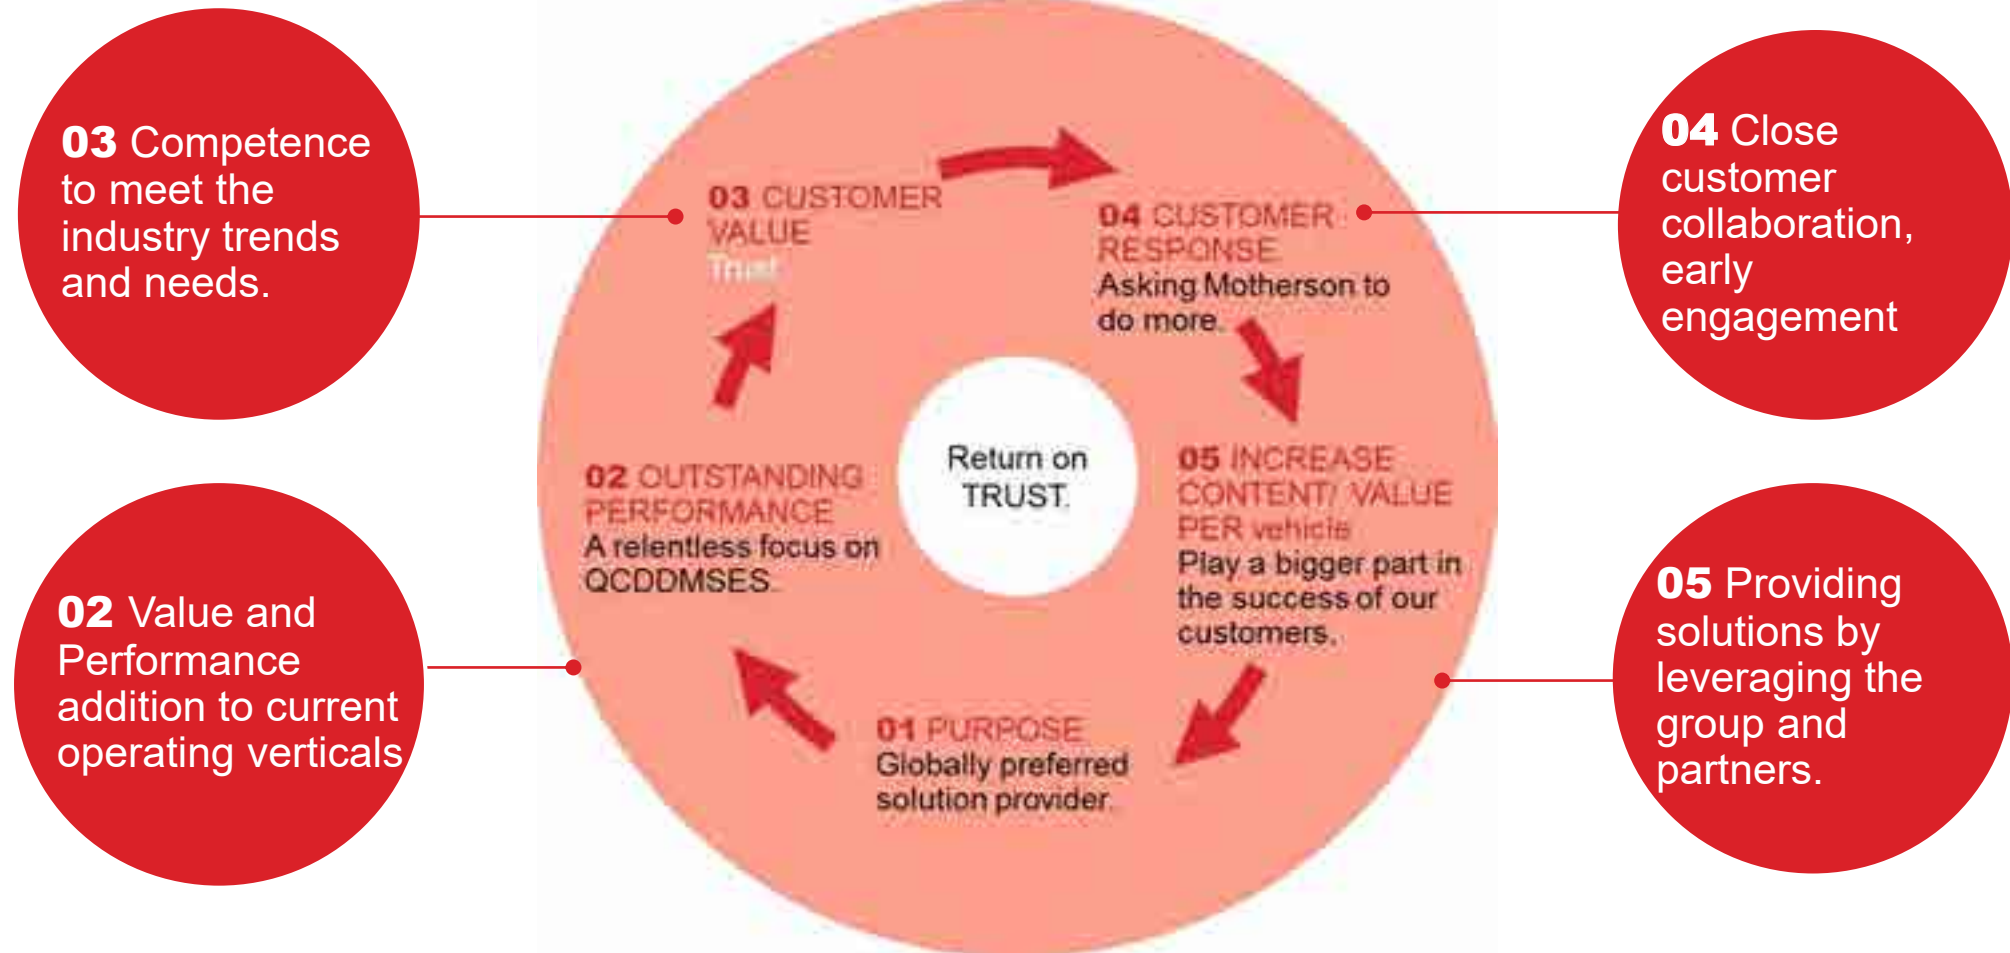 03 Competence
to meet the
industry trends
and needs.
02 Value and
Performance
addition to current
operating verticals
03 CUSTOMER
VALUE
Trust
04 CUSTOMER
RESPONSE
Asking Motherson to
do more.
02 OUTSTANDING
PERFORMANCE
A relentless focus on
QCDDMSES.
Return on
TRUST.
05 INCREASE
CONTENT/ VALUE
PER vehicle
Play a bigger part in
the success of our
customers.
01 PURPOSE
Globally preferred
solution provider.
04 Close
customer
collaboration,
early
engagement
05 Providing
solutions by
leveraging the
group and
partners.